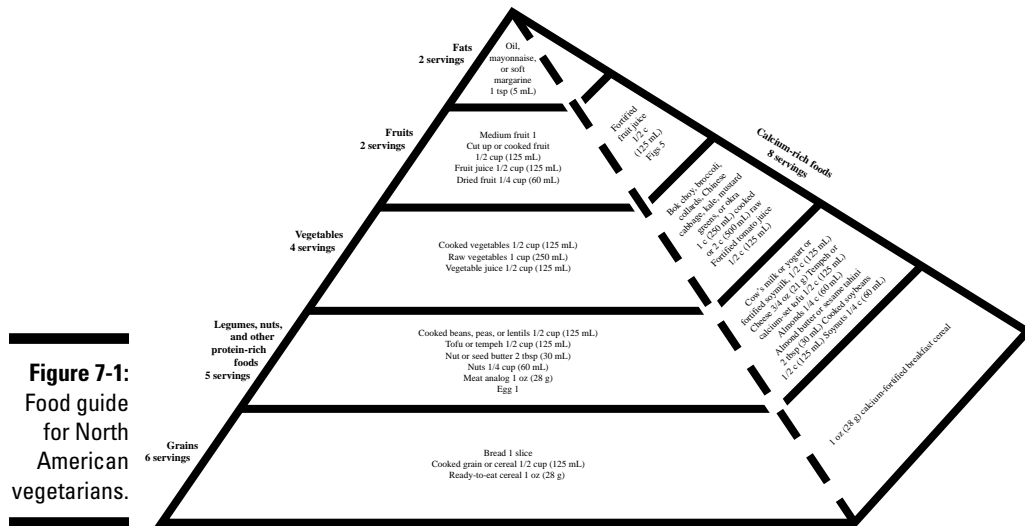 Fats
2 servings
Oil,
mayonnaise,
or soft
margarine
1 tsp (5 mL)
Fruits
2 servings
Medium fruit 1
Cut up or cooked fruit
1/2 cup (125 mL)
Fruit juice 1/2 cup (125 mL)
Dried fruit 1/4 cup (60 mL)
Vegetables
4 servings
Cooked vegetables 1/2 cup (125 mL)
Raw vegetables 1 cup (250 mL)
Vegetable juice 1/2 cup (125 mL)
Legumes, nuts,
and other
protein-rich
foods
5 servings
Cooked beans, peas, or lentils 1/2 cup (125 mL)
Tofu or tempeh 1/2 cup (125 mL)
Nut or seed butter 2 tbsp (30 mL)
Nuts 1/4 cup (60 mL)
Meat analog 1 oz (28 g)
Egg 1
Grains
6 servings
Bread 1 slice
Cooked grain or cereal 1/2 cup (125 mL)
Ready-to-eat cereal 1 oz (28 g)
Calcium-rich foods
8 servings
Fortified
fruit juice
1/2 c
(125 mL)
Figs 5
Bok choy, broccoli,
collards, Chinese
cabbage, kale, mustard
greens, or okra
1 c (250 mL) cooked
or 2 c (500 mL) raw
Fortified tomato juice
1/2 c (125 mL)
Cow's milk or yogurt or
fortified soymilk, 1/2 c (125 mL)
Cheese 3/4 oz (21 g) Tempeh or
calcium-set tofu 1/2 c (125 mL)
Almonds 1/4 c (60 mL)
Almond butter or sesame tahini
2 tbsp (30 mL) Cooked soybeans
1/2 c (125 mL) Soynuts 1/4 c (60 mL)
1 oz (28 g) calcium-fortified breakfast cereal
Figure 7-1:
Food guide
for North
American
vegetarians.